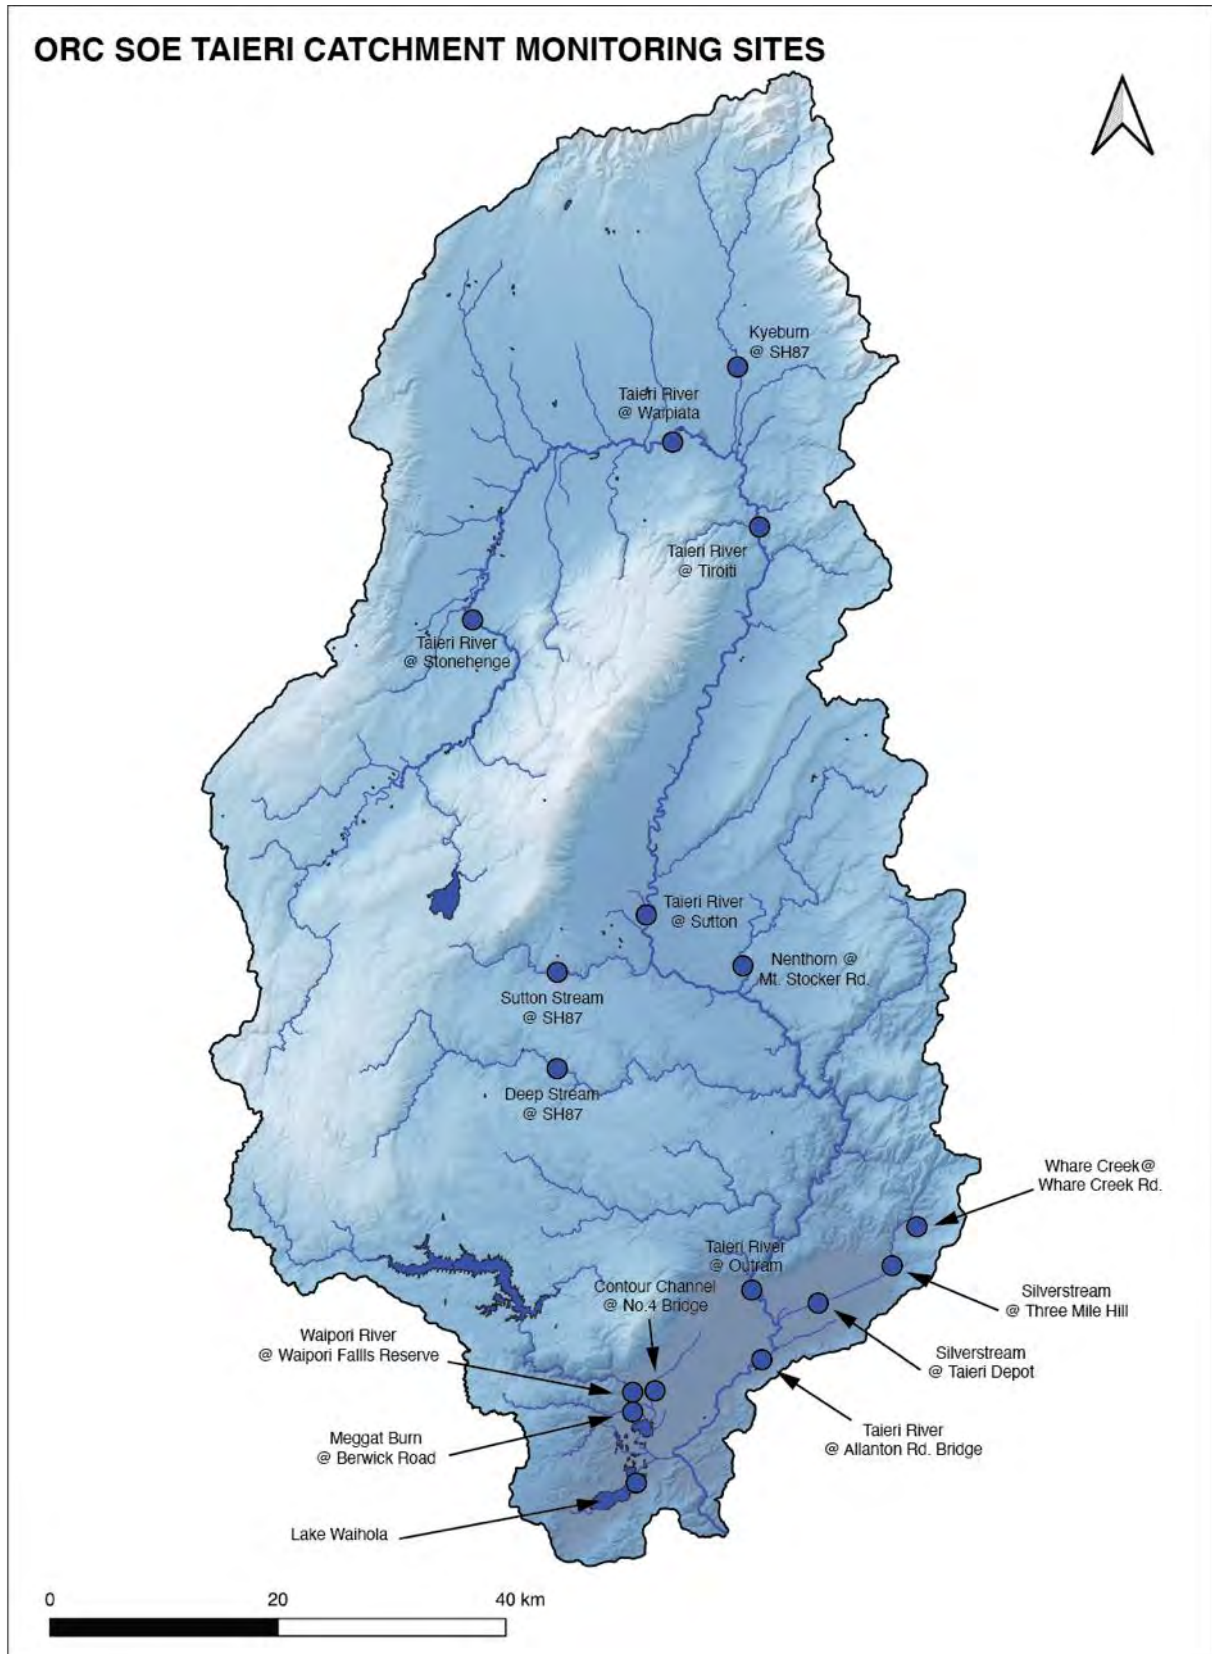 ORC SOE TAIERI CATCHMENT MONITORING SITES
Kyeburn
@ SH87
Taieri River
@ Waipiata
Taieri River
@ Tiroiti
Taieri River
@ Stonehenge
Taieri River
@ Sutton
Nenthorn @
Mt. Stocker Rd.
Sutton Stream
@ SH87
Deep Stream
@ SH87
Whare Creek@
Whare Creek Rd.
Taieri River
@ Outram
Contour Channel
@ No.4 Bridge
Silverstream
@ Three Mile Hill
Waipori River
@ Waipori Fallls Reserve
Silverstream
@ Taieri Depot
Taieri River
@ Allanton Rd. Bridge
Meggat Burn
@ Berwick Road
Lake Waihola
0 20 40 km